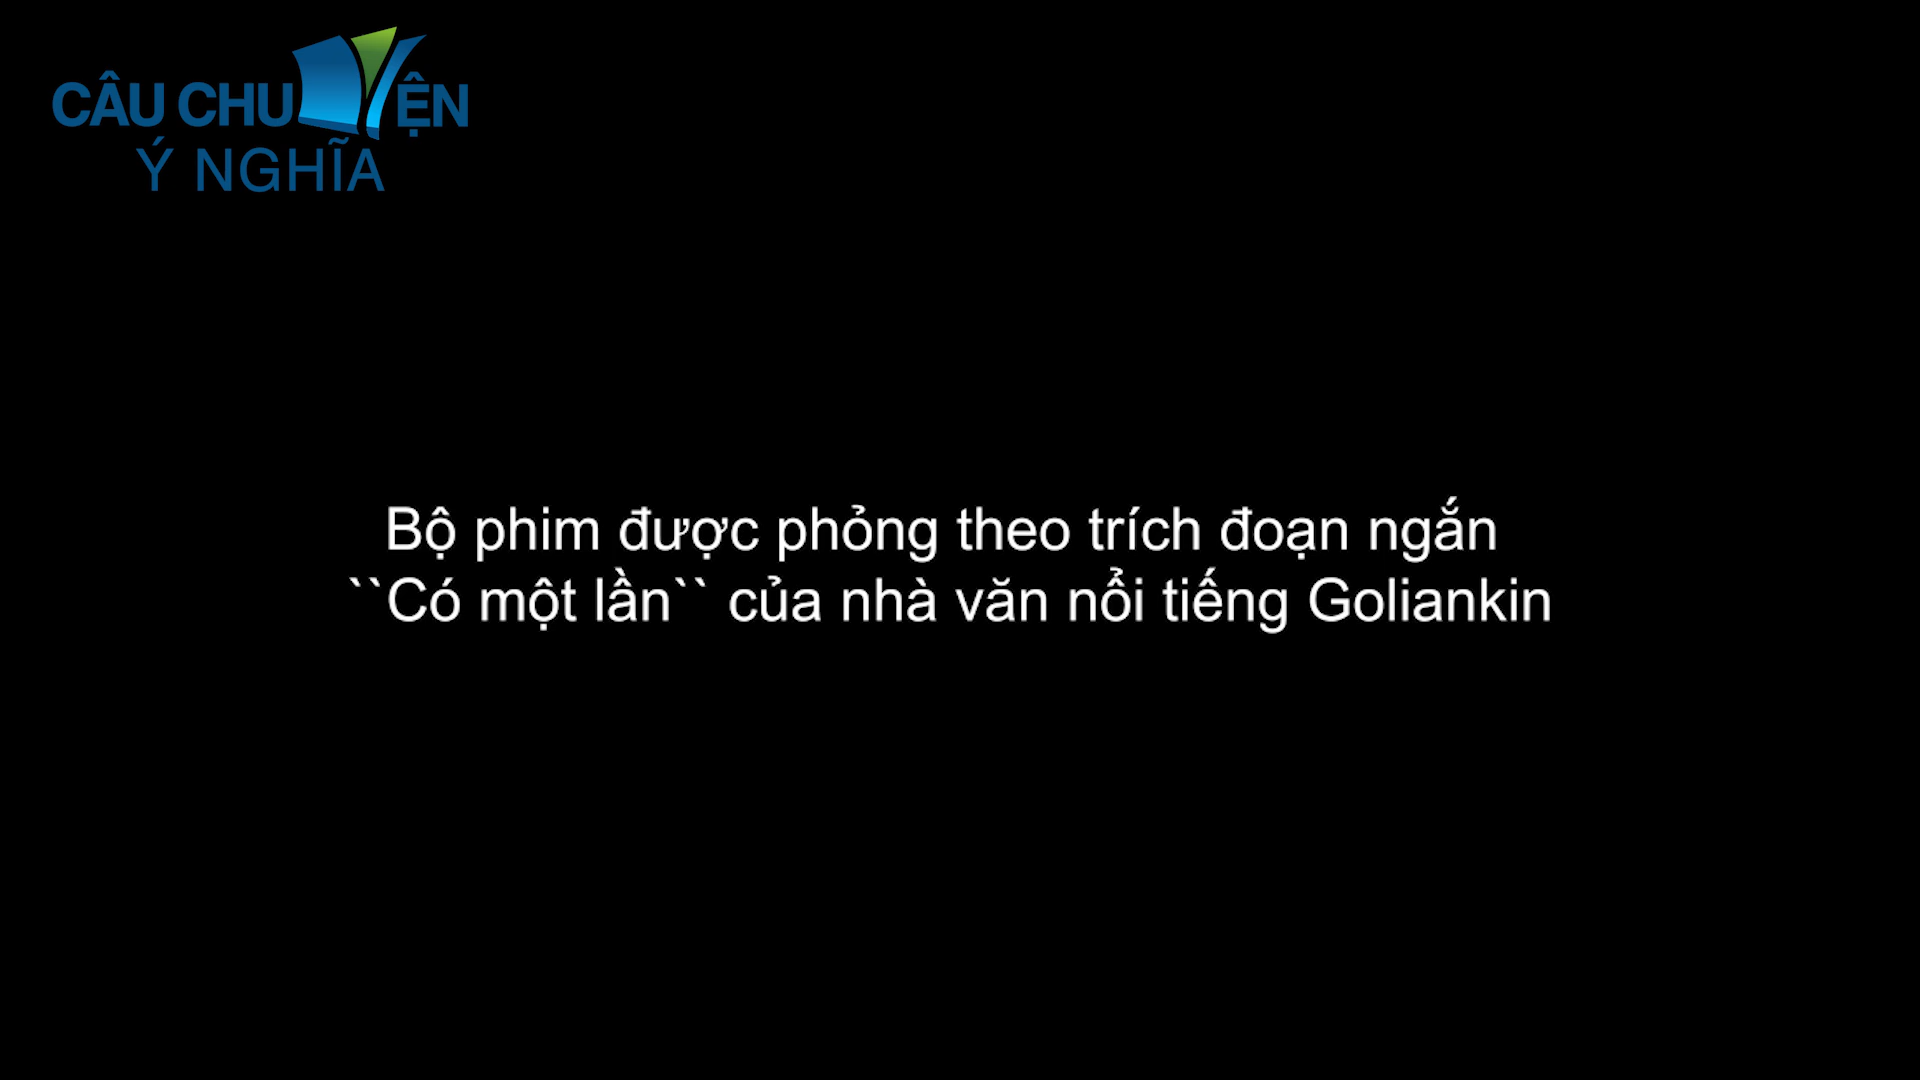 CÂU CHUYỆN
Ý NGHĨA
Bộ phim được phỏng theo trích đoạn ngắn
``Có một lần`` của nhà văn nổi tiếng Goliankin